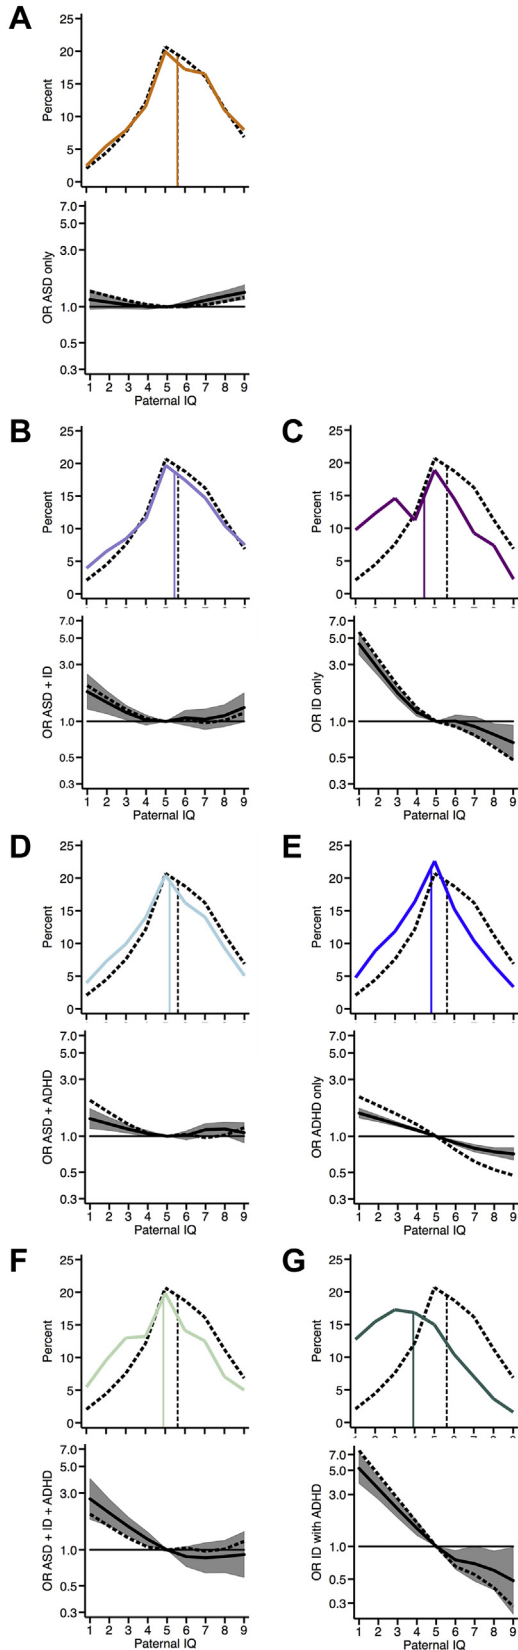 A
25
20
15
10
5
0
Percent
7.0
5.0
3.0
1.0
0.5
0.3
OR ASD only
1 2 3 4 5 6 7 8 9
Paternal IQ
B
25
20
15
10
5
0
Percent
7.0
5.0
3.0
1.0
0.5
0.3
OR ASD + ID
1 2 3 4 5 6 7 8 9
Paternal IQ
C
25
20
15
10
5
0
Percent
7.0
5.0
3.0
1.0
0.5
0.3
OR ID only
1 2 3 4 5 6 7 8 9
Paternal IQ
D
25
20
15
10
5
0
Percent
7.0
5.0
3.0
1.0
0.5
0.3
OR ASD + ADHD
1 2 3 4 5 6 7 8 9
Paternal IQ
E
25
20
15
10
5
0
Percent
7.0
5.0
3.0
1.0
0.5
0.3
OR ADHD only
1 2 3 4 5 6 7 8 9
Paternal IQ
F
25
20
15
10
5
0
Percent
7.0
5.0
3.0
1.0
0.5
0.3
OR ASD + ID + ADHD
1 2 3 4 5 6 7 8 9
Paternal IQ
G
25
20
15
10
5
0
Percent
7.0
5.0
3.0
1.0
0.5
0.3
OR ID with ADHD
1 2 3 4 5 6 7 8 9
Paternal IQ